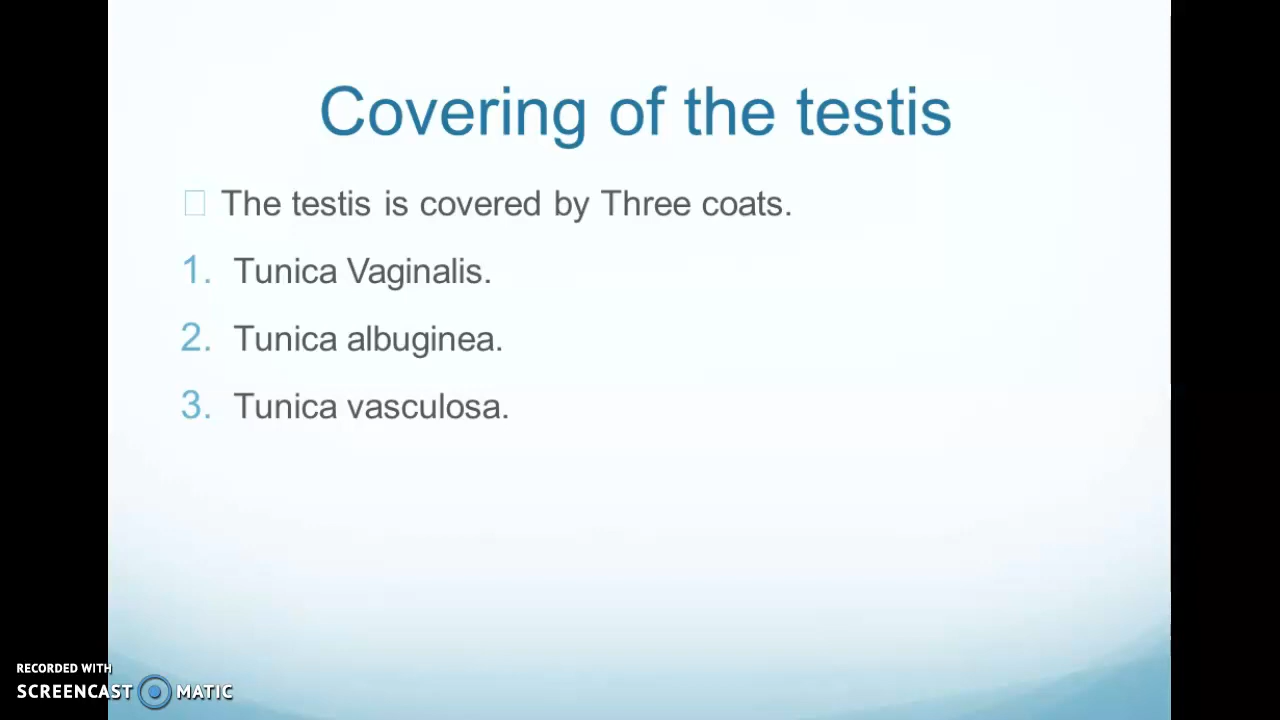 Covering of the testis
The testis is covered by Three coats.
1. Tunica Vaginalis.
2. Tunica albuginea.
3. Tunica vasculosa.
RECORDED WITH
SCREENCAST MATIC